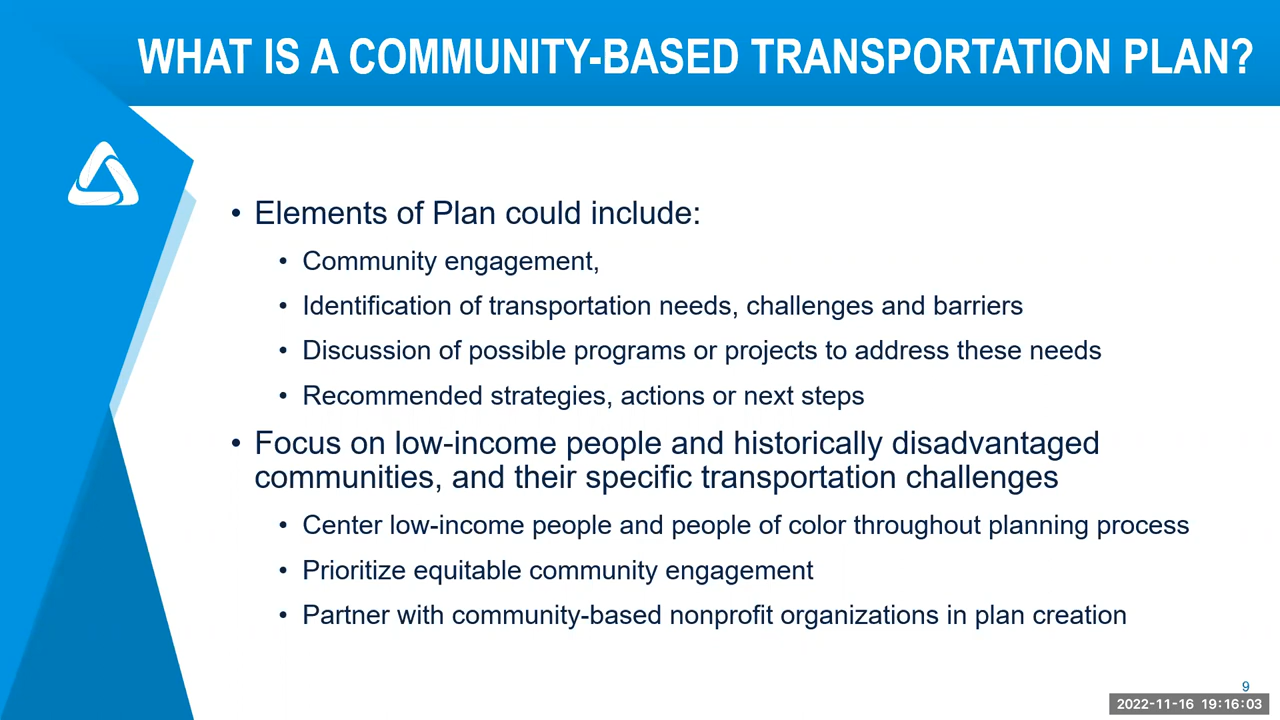 WHAT IS A COMMUNITY-BASED TRANSPORTATION PLAN?
• Elements of Plan could include:
• Community engagement,
• Identification of transportation needs, challenges and barriers
• Discussion of possible programs or projects to address these needs
• Recommended strategies, actions or next steps
• Focus on low-income people and historically disadvantaged
communities, and their specific transportation challenges
• Center low-income people and people of color throughout planning process
• Prioritize equitable community engagement
• Partner with community-based nonprofit organizations in plan creation
9
2022-11-16 19:16:03